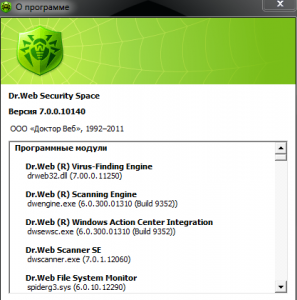 О программе
Dr.Web Security Space
Версия 7.0.0.10140
ООО «Доктор Веб», 1992–2011
Программные модули
Dr.Web (R) Virus-Finding Engine
drweb32.dll (7.00.0.11250)
Dr.Web (R) Scanning Engine
dwengine.exe (6.0.300.01310 (Build 9352))
Dr.Web (R) Windows Action Center Integration
dwsewsc.exe (6.0.300.01310 (Build 9352))
Dr.Web Scanner SE
dwscanner.exe (7.0.1.12060)
Dr.Web File System Monitor
spiderg3.sys (6.0.10.12290)